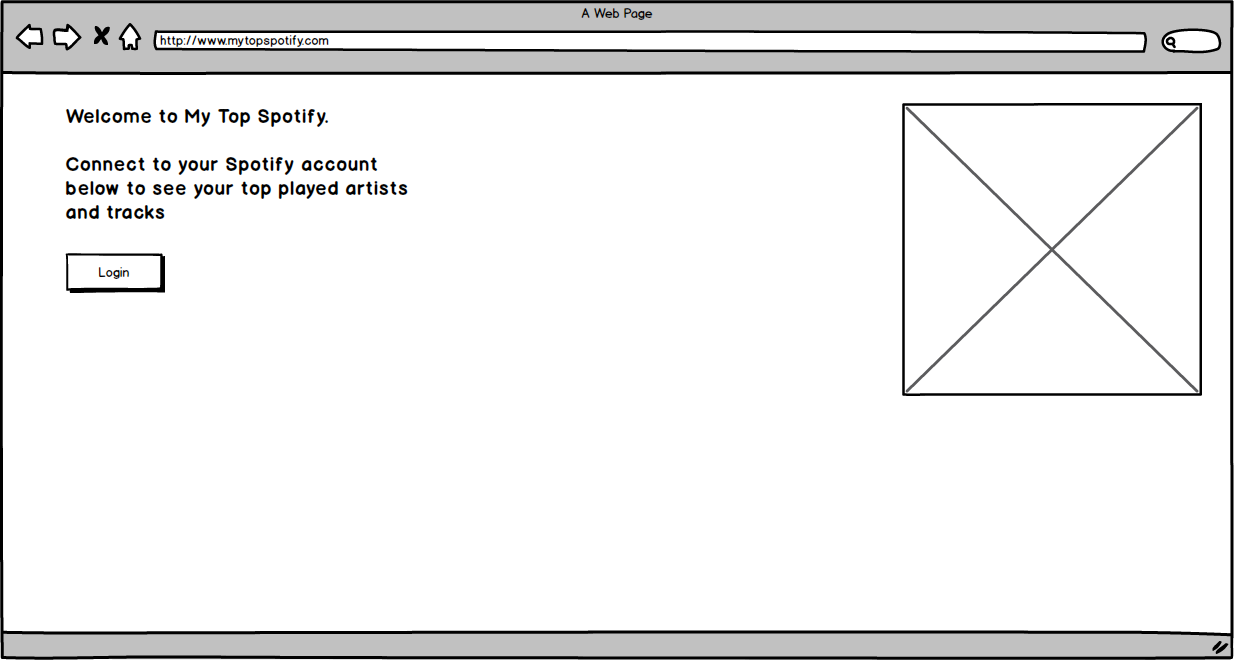 A Web Page
http://www.mytopspotify.com
Welcome to My Top Spotify.
Connect to your Spotify account
below to see your top played artists
and tracks
Login